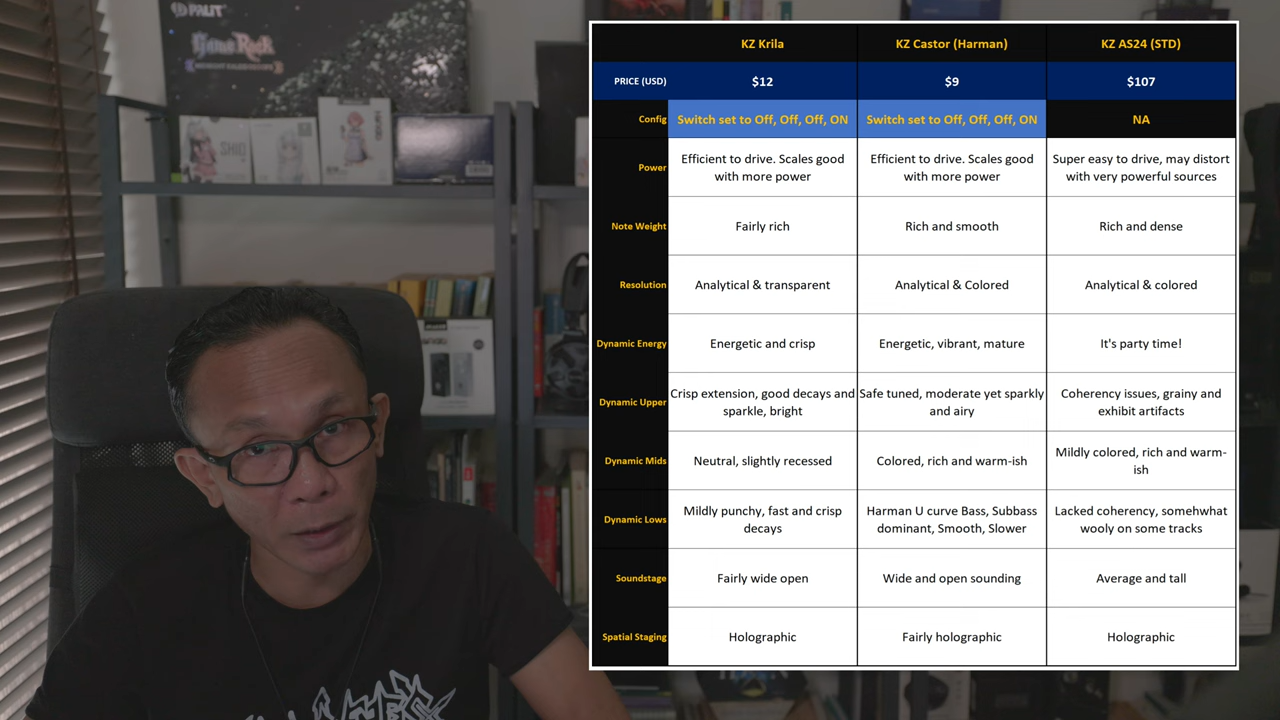 PALIT
GameRock
MIDNIGHT KALEIDOSCOPE
SHIO
KZ Krila
KZ Castor (Harman)
KZ AS24 (STD)
PRICE (USD)
$12
$9
$107
Config
Switch set to Off, Off, Off, ON
Switch set to Off, Off, Off, ON
NA
Power
Efficient to drive. Scales good
with more power
Efficient to drive. Scales good
with more power
Super easy to drive, may distort
with very powerful sources
Note Weight
Fairly rich
Rich and smooth
Rich and dense
Resolution
Analytical & transparent
Analytical & Colored
Analytical & colored
Dynamic Energy
Energetic and crisp
Energetic, vibrant, mature
It's party time!
Dynamic Upper
Crisp extension, good decays and
sparkle, bright
Safe tuned, moderate yet sparkly
and airy
Coherency issues, grainy and
exhibit artifacts
Dynamic Mids
Neutral, slightly recessed
Colored, rich and warm-ish
Mildly colored, rich and warm-
ish
Dynamic Lows
Mildly punchy, fast and crisp
decays
Harman U curve Bass, Subbass
dominant, Smooth, Slower
Lacked coherency, somehwhat
wooly on some tracks
Soundstage
Fairly wide open
Wide and open sounding
Average and tall
Spatial Staging
Holographic
Fairly holographic
Holographic